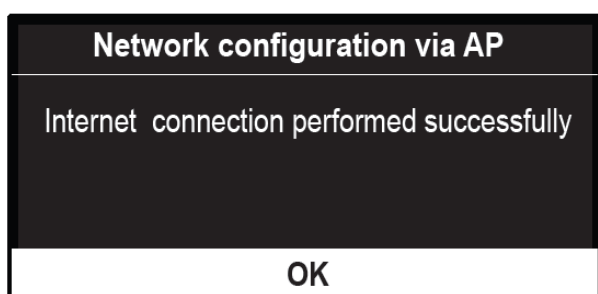 Network configuration via AP
Internet connection performed successfully
OK